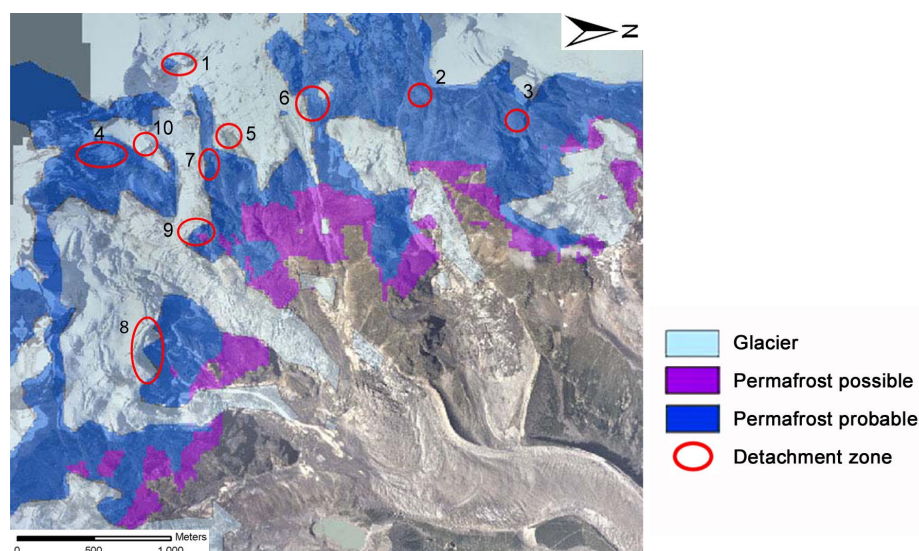 N
1
2
3
6
10
4
5
7
9
8
Meters
0 500 1,000
Glacier
Permafrost possible
Permafrost probable
Detachment zone